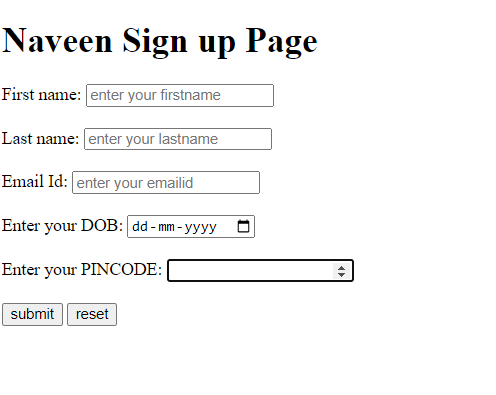 Naveen Sign up Page
First name: enter your firstname
Last name: enter your lastname
Email Id: enter your emailid
Enter your DOB: dd-mm-yyyy
Enter your PINCODE:
submit reset